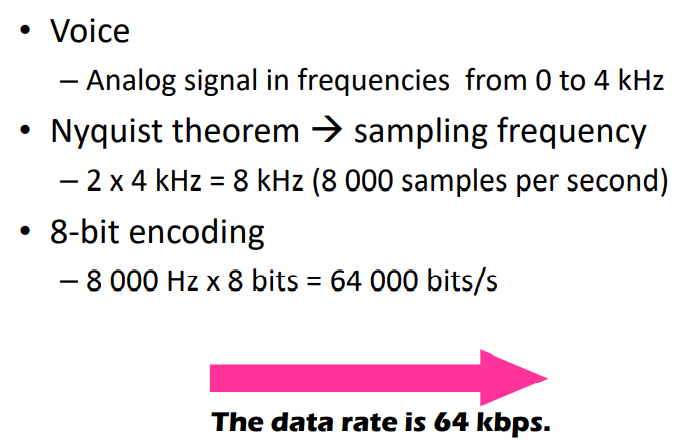 • Voice
– Analog signal in frequencies from 0 to 4 kHz
• Nyquist theorem → sampling frequency
– 2 x 4 kHz = 8 kHz (8 000 samples per second)
• 8-bit encoding
– 8 000 Hz x 8 bits = 64 000 bits/s
The data rate is 64 kbps.